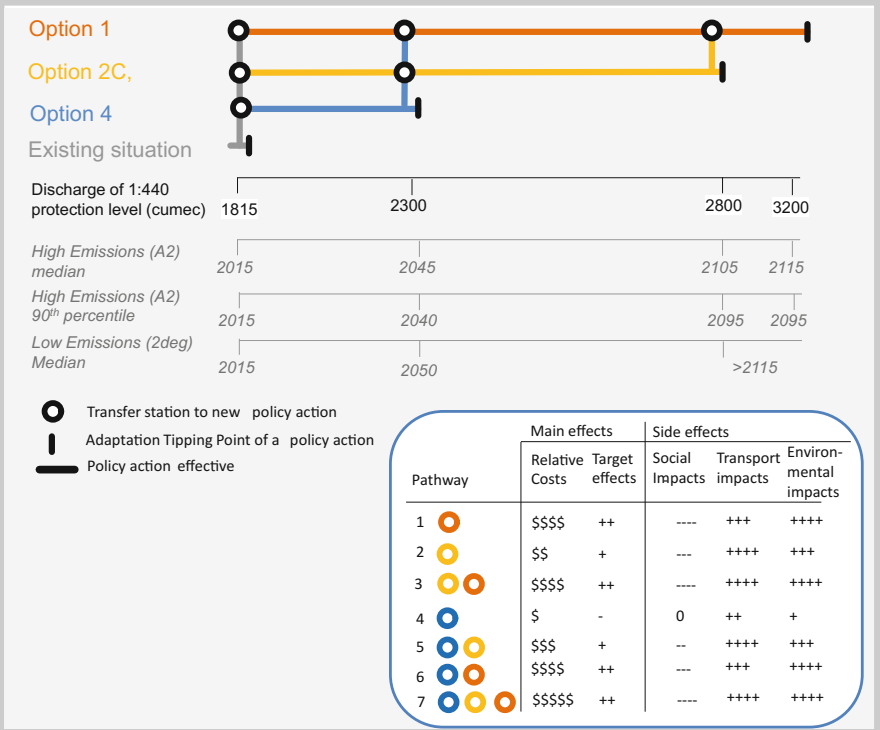 Option 1
Option 2C,
Option 4
Existing situation
Discharge of 1:440
protection level (cumec)
1815
2300
2800
3200
High Emissions (A2)
median
2015
2045
2105
2115
High Emissions (A2)
90th percentile
2015
2040
2095
2095
Low Emissions (2deg)
Median
2015
2050
>2115
Transfer station to new policy action
Adaptation Tipping Point of a policy action
Policy action effective
Main effects Side effects
Pathway
Relative
Costs
Target
effects
Social
Impacts
Transport
impacts
Environ-
mental
impacts
1 $$$$ ++ ---- +++ ++++
2 $$ + --- ++++ +++
3 $$$$ ++ ---- ++++ ++++
4 $ - 0 ++ +
5 $$$ + -- ++++ +++
6 $$$$ ++ --- +++ ++++
7 $$$$$ ++ ---- ++++ ++++